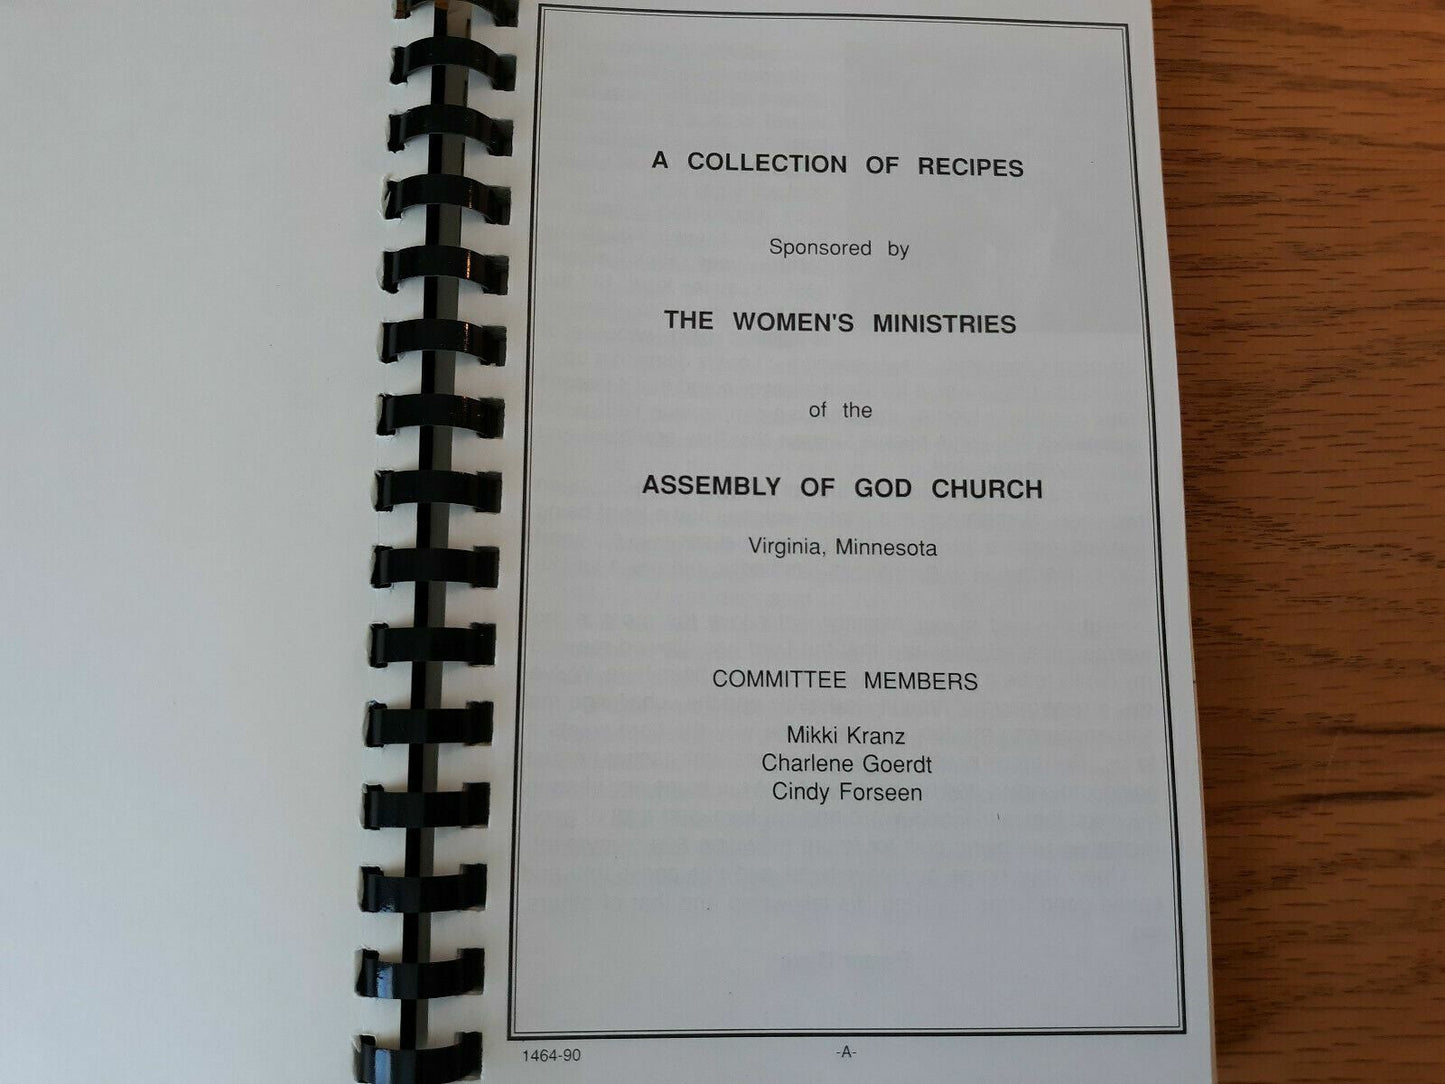 A COLLECTION OF RECIPES
Sponsored by
THE WOMEN'S MINISTRIES
of the
ASSEMBLY OF GOD CHURCH
Virginia, Minnesota
COMMITTEE MEMBERS
Mikki Kranz
Charlene Goerdt
Cindy Forseen
1464-90
-A-